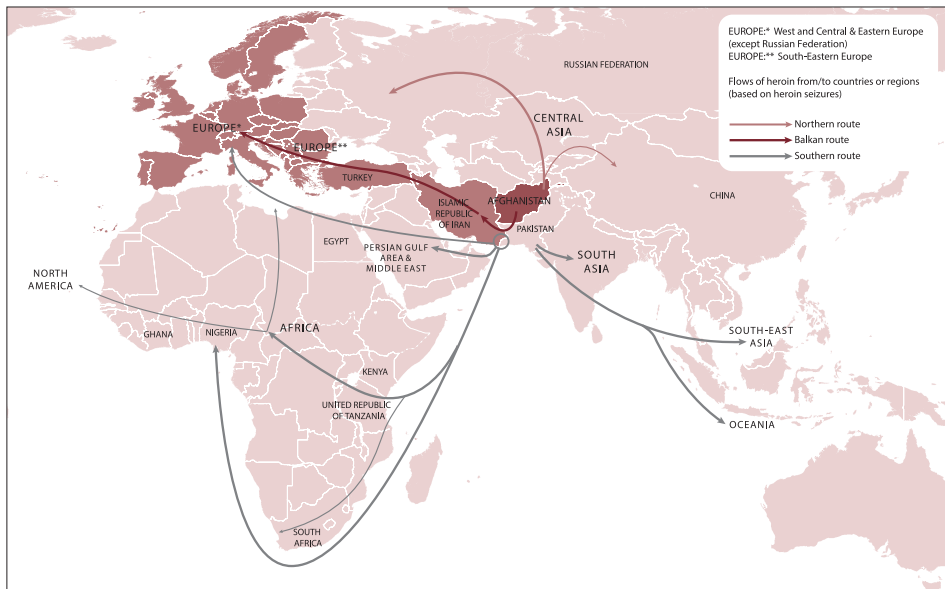 EUROPE:* West and Central & Eastern Europe
(except Russian Federation)
EUROPE:** South-Eastern Europe
Flows of heroin from/to countries or regions
(based on heroin seizures)
Northern route
Balkan route
Southern route
RUSSIAN FEDERATION
CENTRAL
ASIA
EUROPE*
EUROPE**
TURKEY
AFGHANISTAN
ISLAMIC
REPUBLIC
OF IRAN
CHINA
PAKISTAN
EGYPT
PERSIAN GULF
AREA &
MIDDLE EAST
SOUTH
ASIA
NORTH
AMERICA
GHANA
NIGERIA
AFRICA
SOUTH-EAST
ASIA
KENYA
UNITED REPUBLIC
OF TANZANIA
OCEANIA
SOUTH
AFRICA